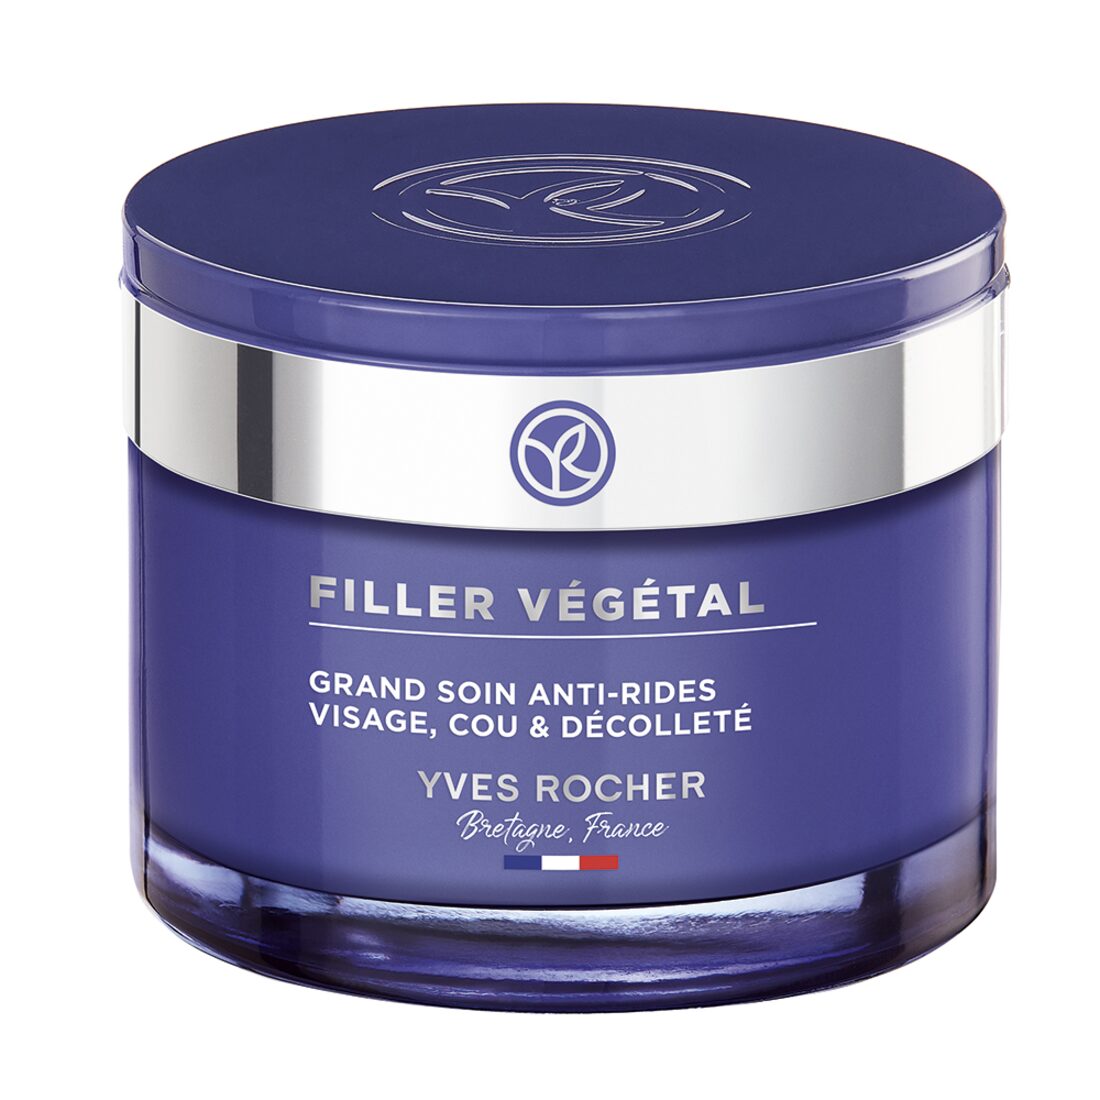 FILLER VÉGÉTAL
GRAND SOIN ANTI-RIDES
VISAGE, COU & DÉCOLLETÉ
YVES ROCHER
Bretagne, France